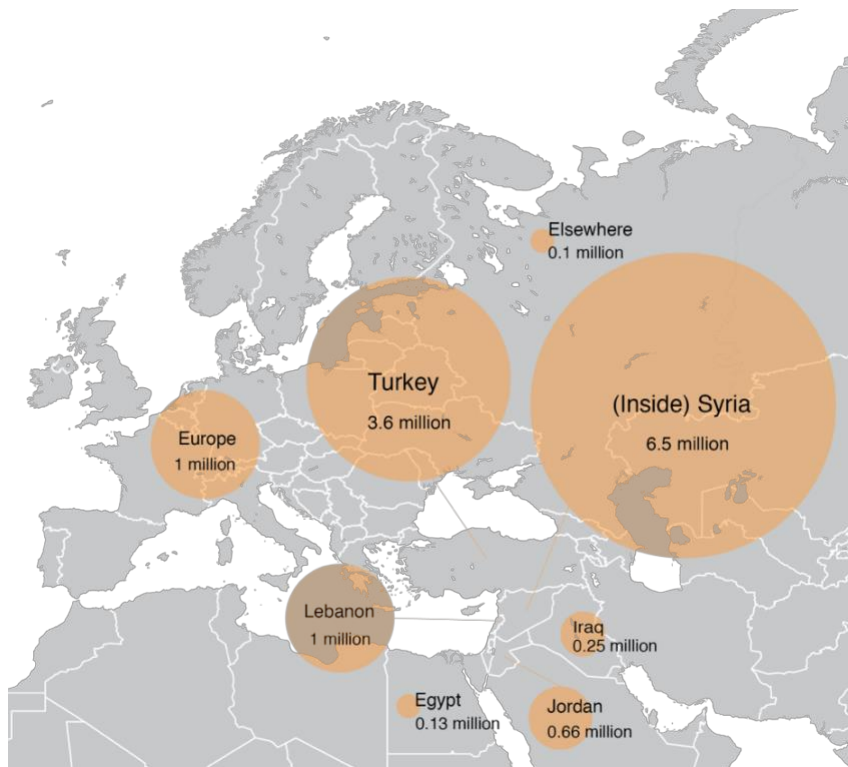 Elsewhere
0.1 million
Turkey
3.6 million
(Inside) Syria
6.5 million
Europe
1 million
Lebanon
1 million
Iraq
0.25 million
Egypt
0.13 million
Jordan
0.66 million